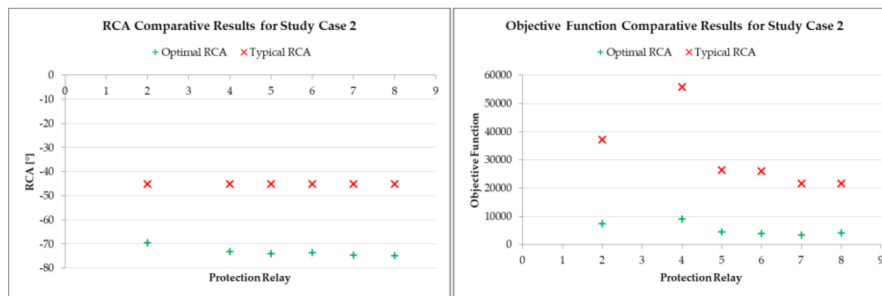 RCA Comparative Results for Study Case 2
+ Optimal RCA × Typical RCA
0
0 1 2 3 4 5 6 7 8 9
-10
-20
-30
-40
-50
-60
-70
-80
RCA [°]
Protection Relay
Objective Function Comparative Results for Study Case 2
+ Optimal RCA × Typical RCA
60000
50000
40000
30000
20000
10000
0
0 1 2 3 4 5 6 7 8 9
Objective Function
Protection Relay